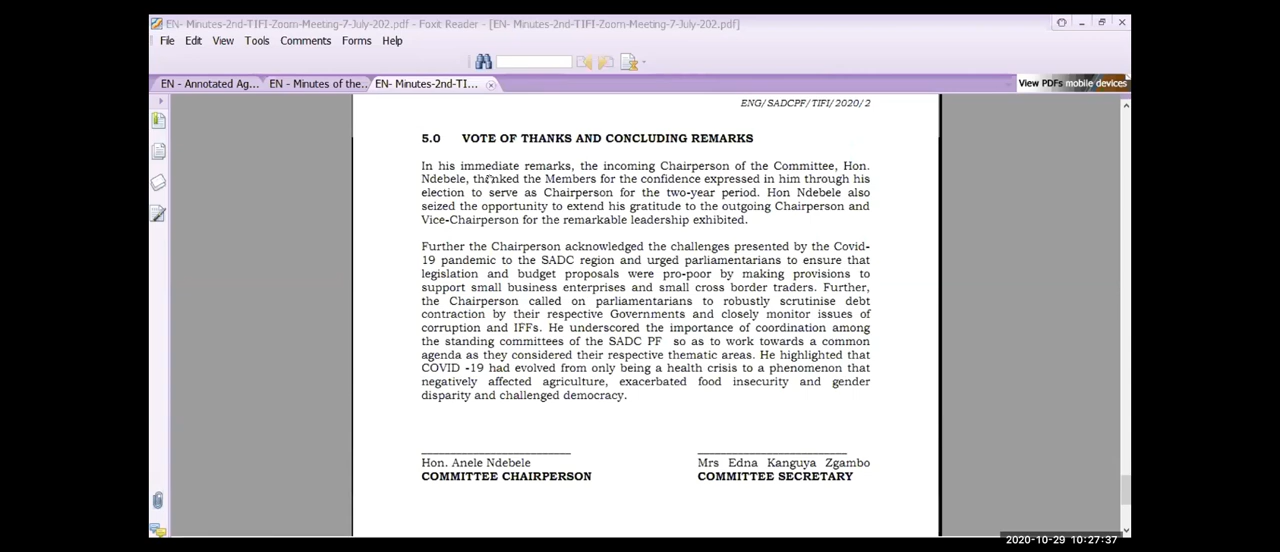 EN- Minutes-2nd-TIFI-Zoom-Meeting-7-July-202.pdf - Foxit Reader - [EN- Minutes-2nd-TIFI-Zoom-Meeting-7-July-202.pdf]
File Edit View Tools Comments Forms Help
EN - Annotated Ag... EN - Minutes of the... EN- Minutes-2nd-TI... View PDFs mobile devices
ENG/SADCPF/TIFI/2020/2
5.0 VOTE OF THANKS AND CONCLUDING REMARKS
In his immediate remarks, the incoming Chairperson of the Committee, Hon.
Ndebele, thanked the Members for the confidence expressed in him through his
election to serve as Chairperson for the two-year period. Hon Ndebele also
seized the opportunity to extend his gratitude to the outgoing Chairperson and
Vice-Chairperson for the remarkable leadership exhibited.
Further the Chairperson acknowledged the challenges presented by the Covid-
19 pandemic to the SADC region and urged parliamentarians to ensure that
legislation and budget proposals were pro-poor by making provisions to
support small business enterprises and small cross border traders. Further,
the Chairperson called on parliamentarians to robustly scrutinise debt
contraction by their respective Governments and closely monitor issues of
corruption and IFFs. He underscored the importance of coordination among
the standing committees of the SADC PF so as to work towards a common
agenda as they considered their respective thematic areas. He highlighted that
COVID -19 had evolved from only being a health crisis to a phenomenon that
negatively affected agriculture, exacerbated food insecurity and gender
disparity and challenged democracy.
Hon. Anele Ndebele Mrs Edna Kanguya Zgambo
COMMITTEE CHAIRPERSON COMMITTEE SECRETARY
2020-10-29 10:27:37